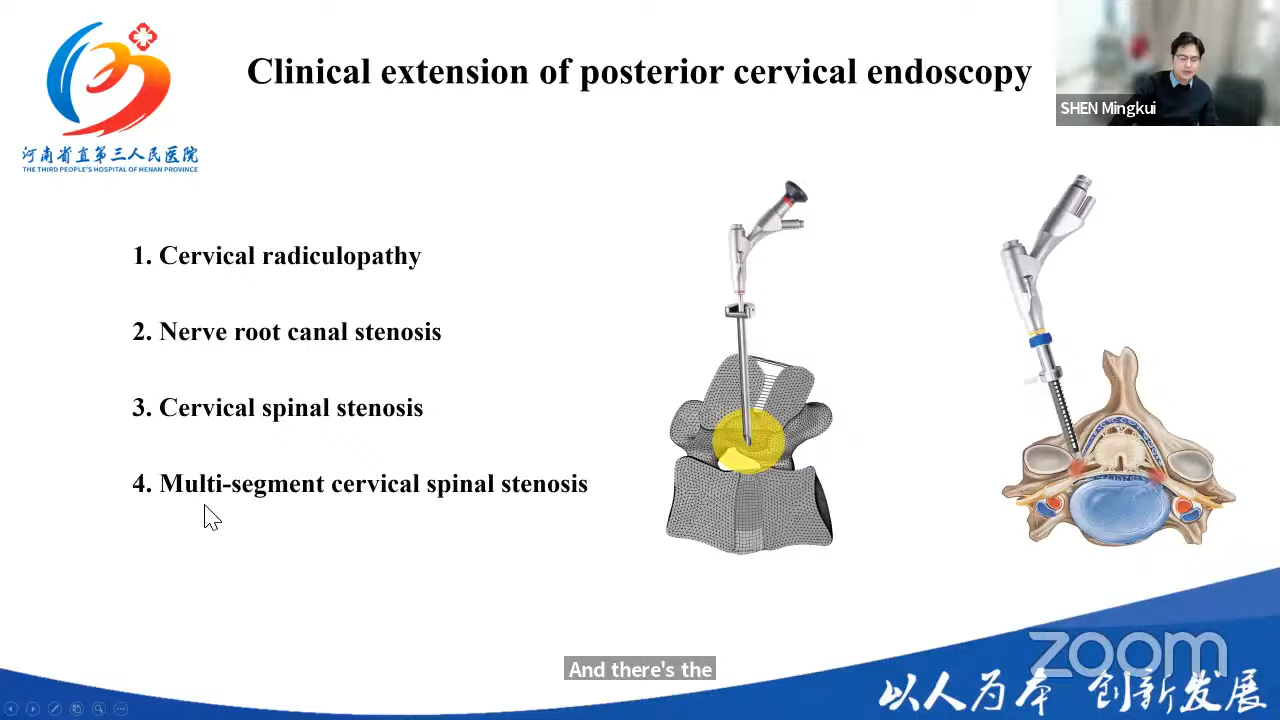 Clinical extension of posterior cervical endoscopy
SHEN Mingkui
河南省直第三人民医院
THE THIRD PEOPLE'S HOSPITAL OF HENAN PROVINCE
1. Cervical radiculopathy
2. Nerve root canal stenosis
3. Cervical spinal stenosis
4. Multi-segment cervical spinal stenosis
And there's the
zoom
以人为本 创新发展